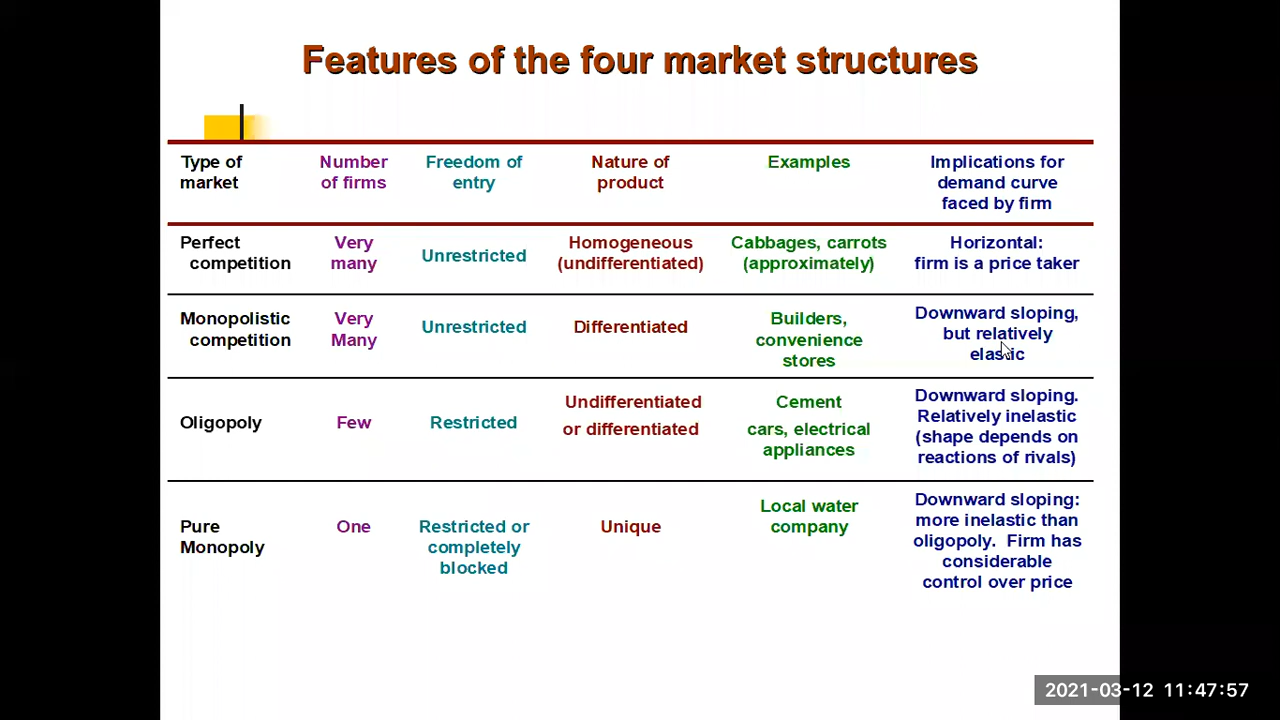 Features of the four market structures
Type of
market
Number
of firms
Freedom of
entry
Nature of
product
Examples
Implications for
demand curve
faced by firm
Perfect
competition
Very
many
Unrestricted
Homogeneous
(undifferentiated)
Cabbages, carrots
(approximately)
Horizontal:
firm is a price taker
Monopolistic
competition
Very
Many
Unrestricted
Differentiated
Builders,
convenience
stores
Downward sloping,
but relatively
elastic
Oligopoly
Few
Restricted
Undifferentiated
or differentiated
Cement
cars, electrical
appliances
Downward sloping.
Relatively inelastic
(shape depends on
reactions of rivals)
Pure
Monopoly
One
Restricted or
completely
blocked
Unique
Local water
company
Downward sloping:
more inelastic than
oligopoly. Firm has
considerable
control over price
2021-03-12 11:47:57